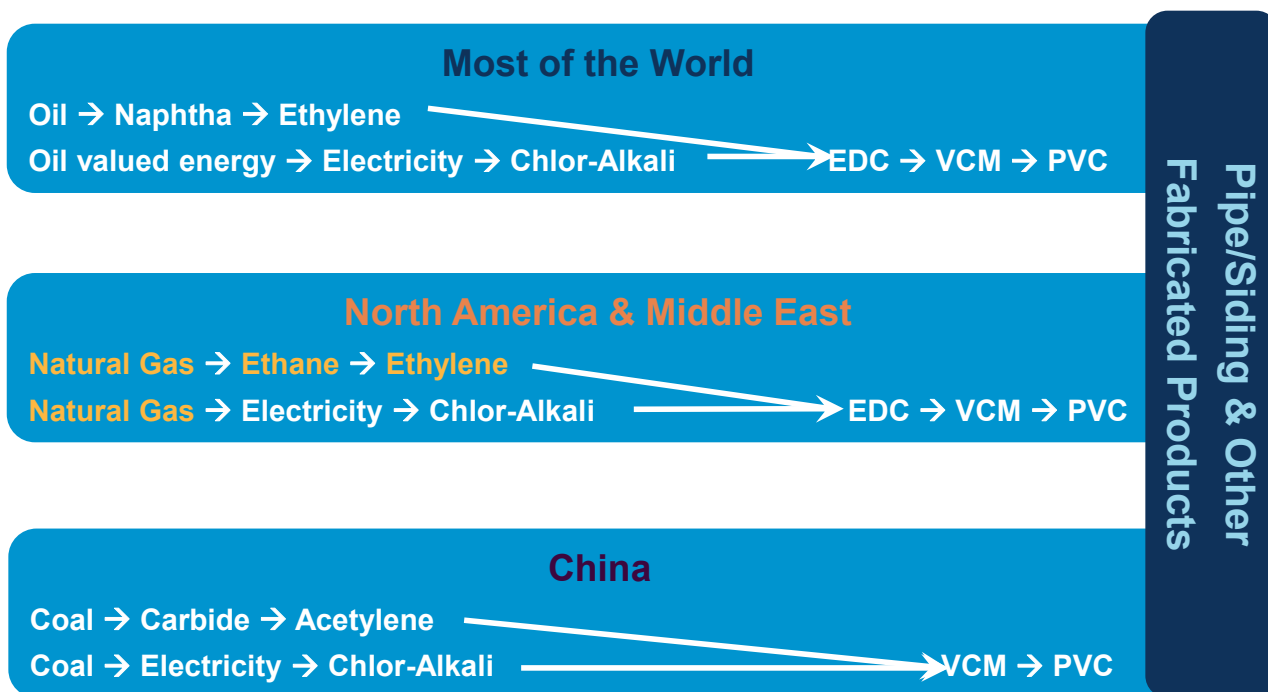 Most of the World
Oil → Naphtha → Ethylene
Oil valued energy → Electricity → Chlor-Alkali
EDC → VCM → PVC
North America & Middle East
Natural Gas → Ethane → Ethylene
Natural Gas → Electricity → Chlor-Alkali
EDC → VCM → PVC
China
Coal → Carbide → Acetylene
Coal → Electricity → Chlor-Alkali
VCM → PVC
Pipe/Siding & Other
Fabricated Products